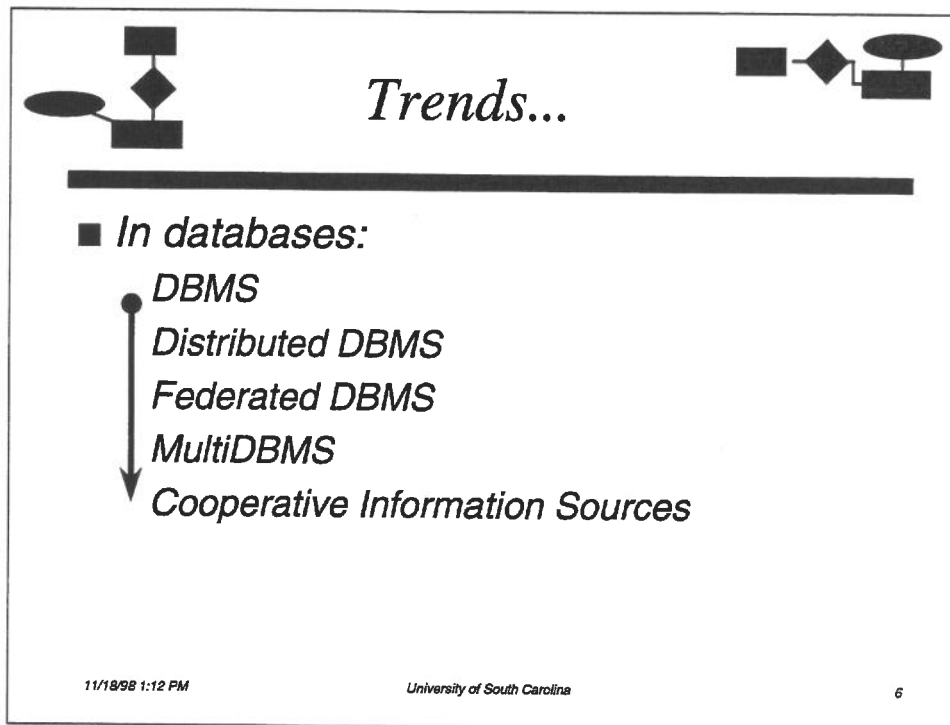 Trends...
In databases:
DBMS
Distributed DBMS
Federated DBMS
MultiDBMS
Cooperative Information Sources
11/18/98 1:12 PM University of South Carolina 6